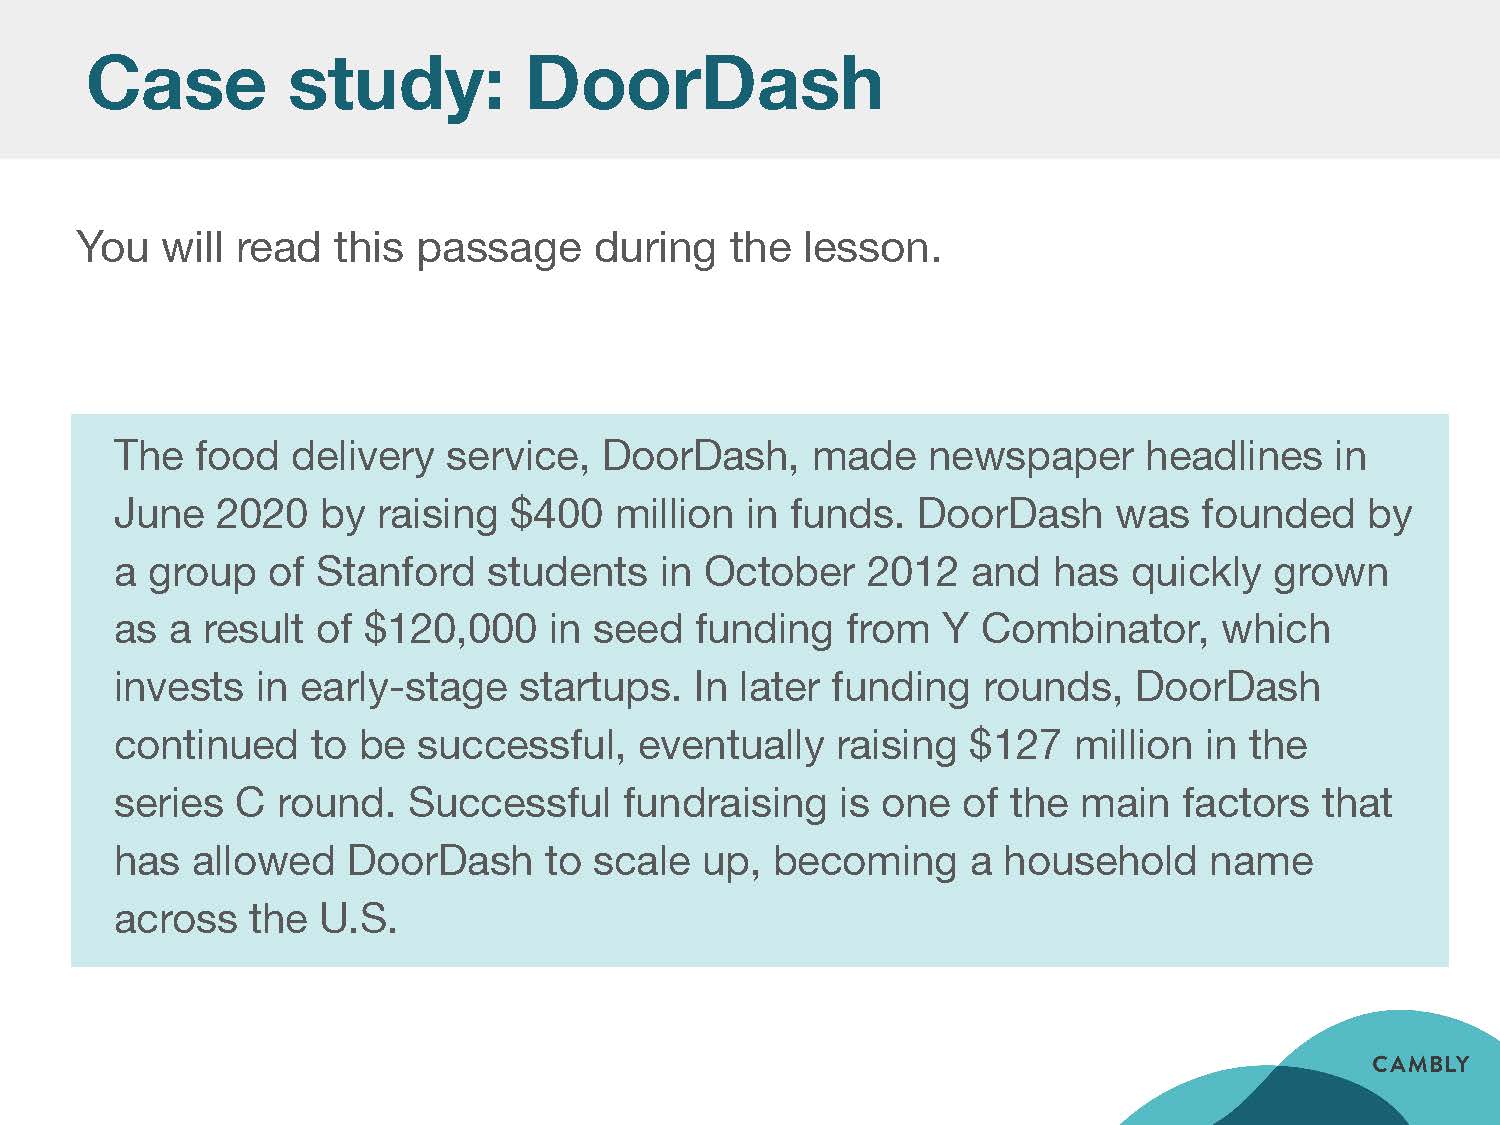 Case study: DoorDash
You will read this passage during the lesson.
The food delivery service, DoorDash, made newspaper headlines in
June 2020 by raising $400 million in funds. DoorDash was founded by
a group of Stanford students in October 2012 and has quickly grown
as a result of $120,000 in seed funding from Y Combinator, which
invests in early-stage startups. In later funding rounds, DoorDash
continued to be successful, eventually raising $127 million in the
series C round. Successful fundraising is one of the main factors that
has allowed DoorDash to scale up, becoming a household name
across the U.S.
CAMBLY